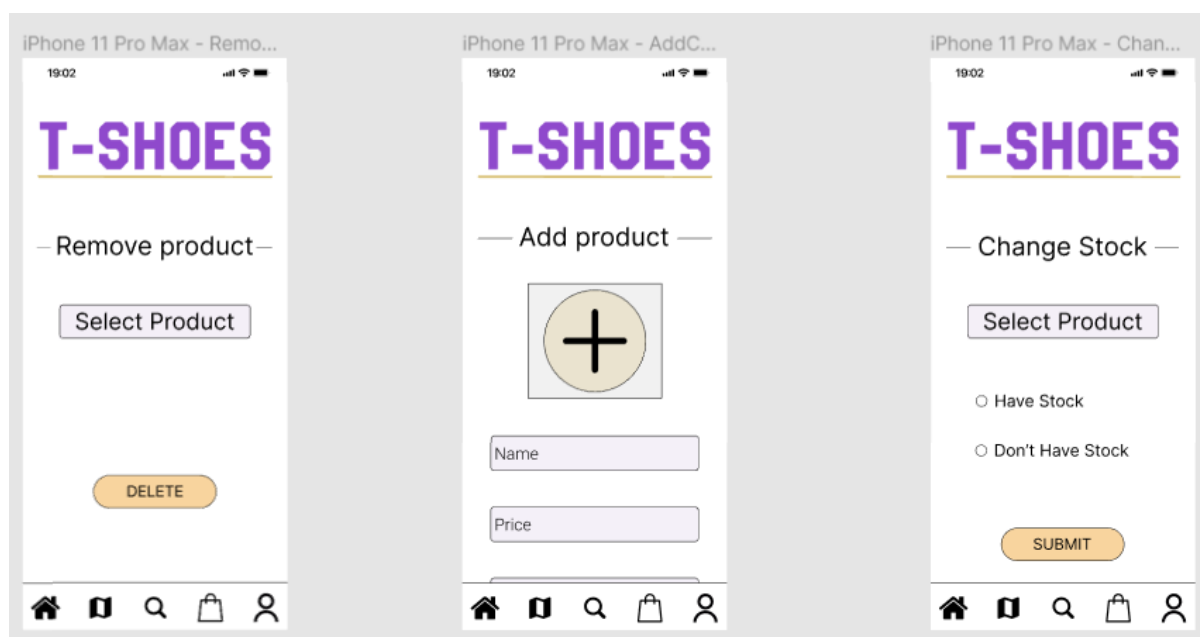 iPhone 11 Pro Max - Remo...
19:02
T-SHOES
Remove product
Select Product
DELETE
iPhone 11 Pro Max - AddC...
19:02
T-SHOES
Add product
Name
Price
iPhone 11 Pro Max - Chan...
19:02
T-SHOES
Change Stock
Select Product
Have Stock
Don't Have Stock
SUBMIT